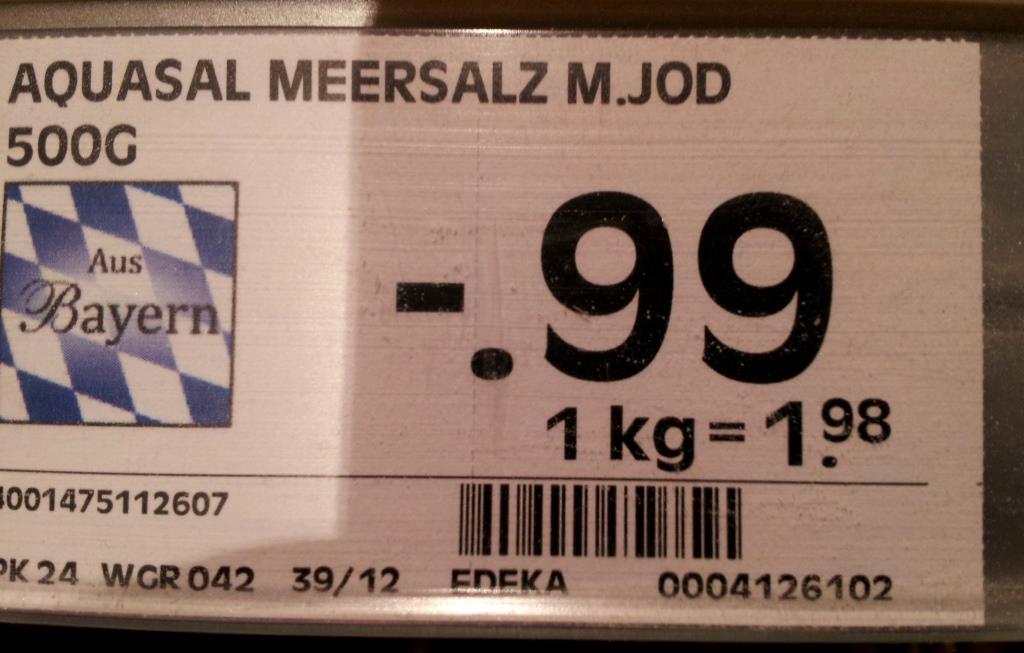 AQUASAL MEERSALZ M.JOD
500G
Aus
Bayern
-.99
1 kg = 1.98
4001475112607
PK 24 WGR 042 39/12 EDEKA 0004126102